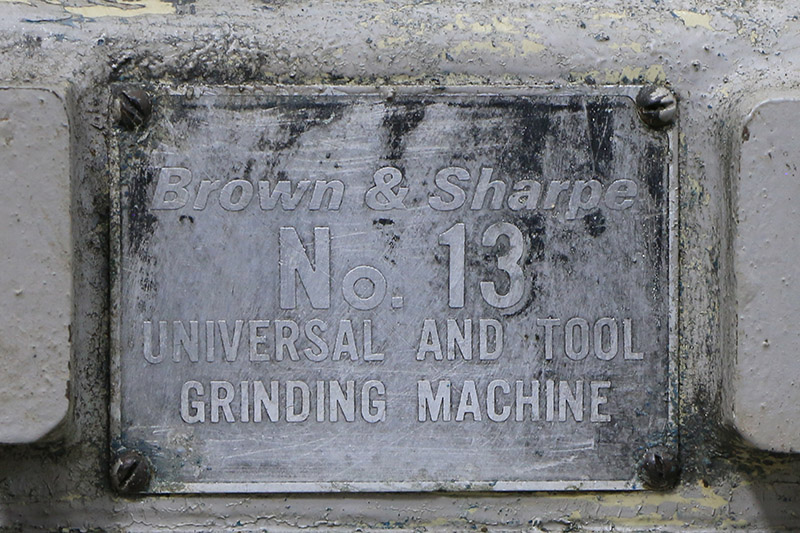 Brown & Sharpe
No. 13
UNIVERSAL AND TOOL
GRINDING MACHINE